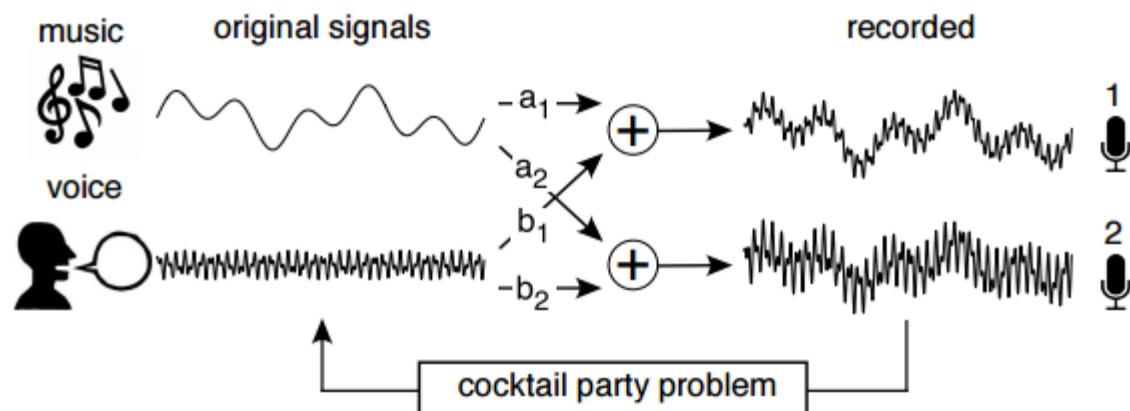 music
original signals
recorded
a1
1
a2
voice
b1
2
b2
cocktail party problem